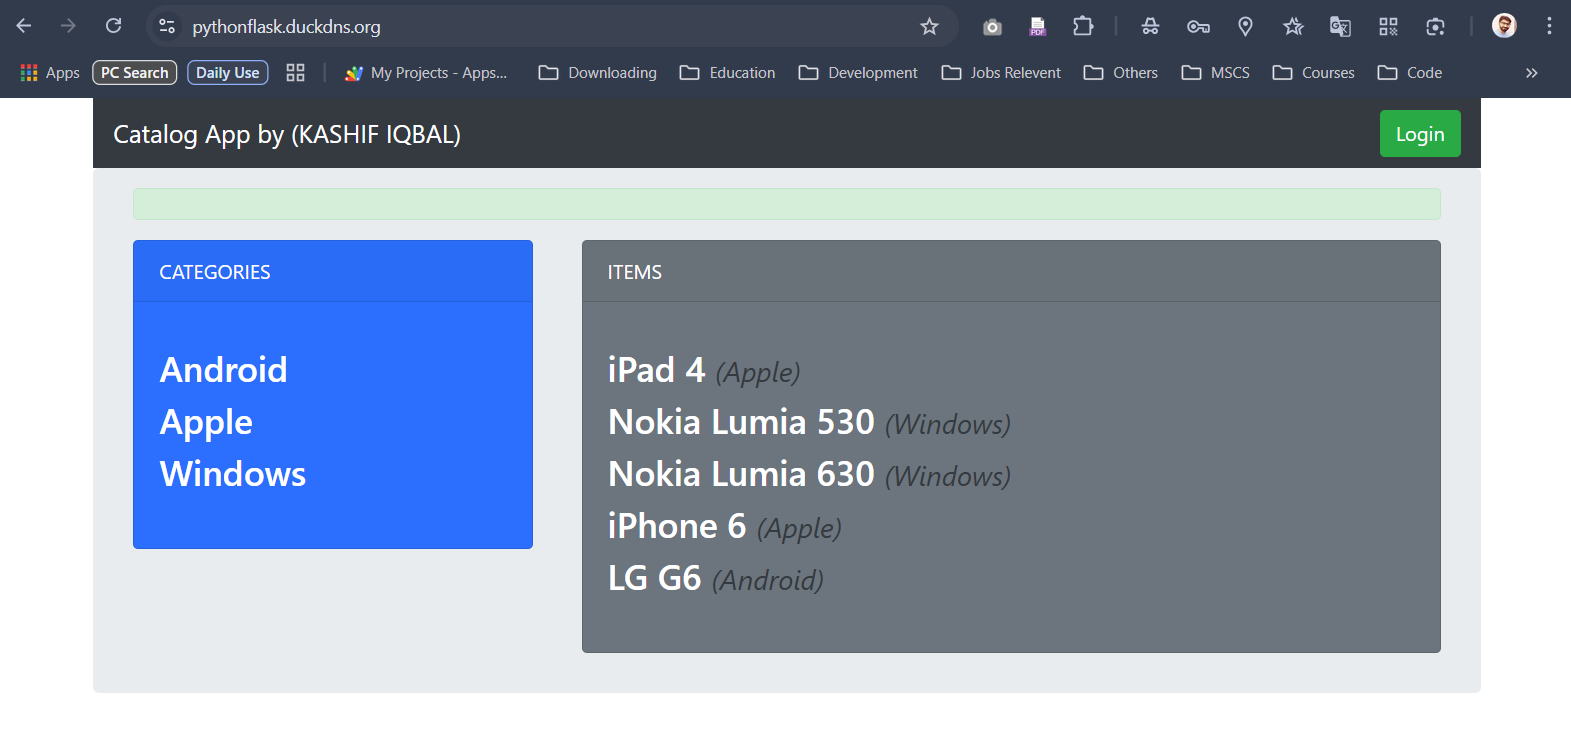 pythonflask.duckdns.org
Apps PC Search Daily Use My Projects - Apps... Downloading Education Development Jobs Relevent Others MSCS Courses Code
Catalog App by (KASHIF IQBAL) Login
CATEGORIES
Android
Apple
Windows
ITEMS
iPad 4 (Apple)
Nokia Lumia 530 (Windows)
Nokia Lumia 630 (Windows)
iPhone 6 (Apple)
LG G6 (Android)